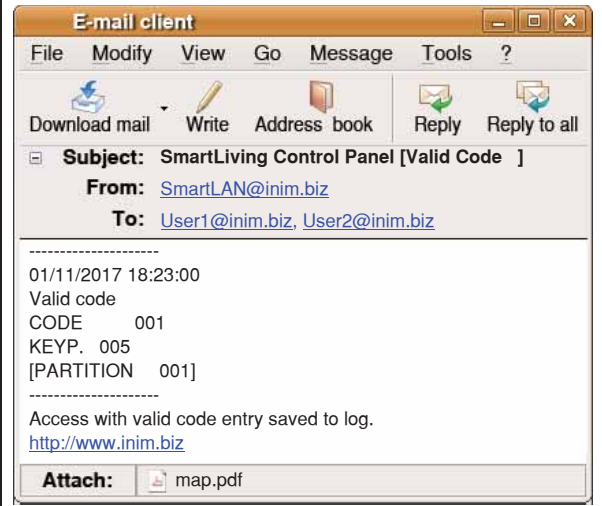 E-mail client
File Modify View Go Message Tools ?
Download mail Write Address book Reply Reply to all
Subject: SmartLiving Control Panel [Valid Code ]
From: SmartLAN@inim.biz
To: User1@inim.biz, User2@inim.biz
---------------------
01/11/2017 18:23:00
Valid code
CODE 001
KEYP. 005
[PARTITION 001]
---------------------
Access with valid code entry saved to log.
http://www.inim.biz
Attach: map.pdf